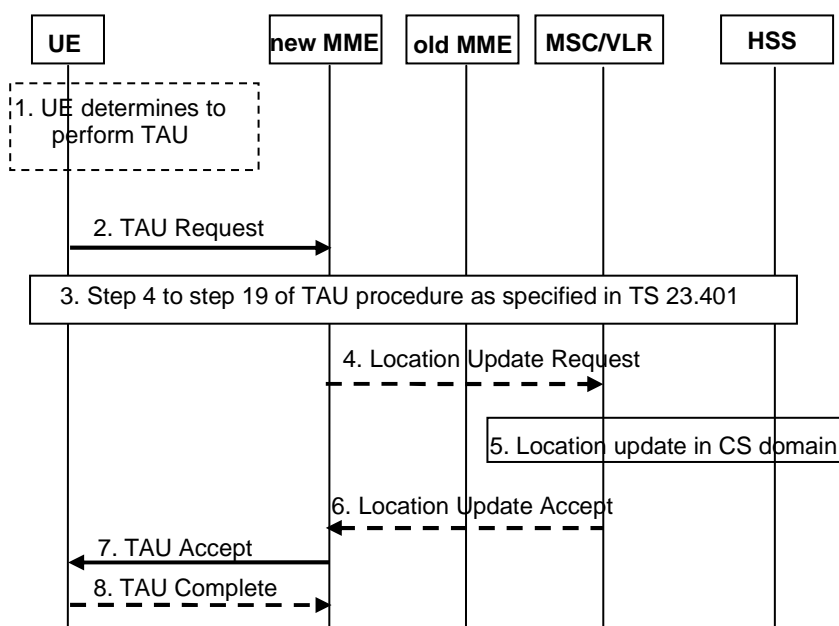 UE
new MME
old MME
MSC/VLR
HSS
1. UE determines to
perform TAU
2. TAU Request
3. Step 4 to step 19 of TAU procedure as specified in TS 23.401
4. Location Update Request
5. Location update in CS domain
6. Location Update Accept
7. TAU Accept
8. TAU Complete